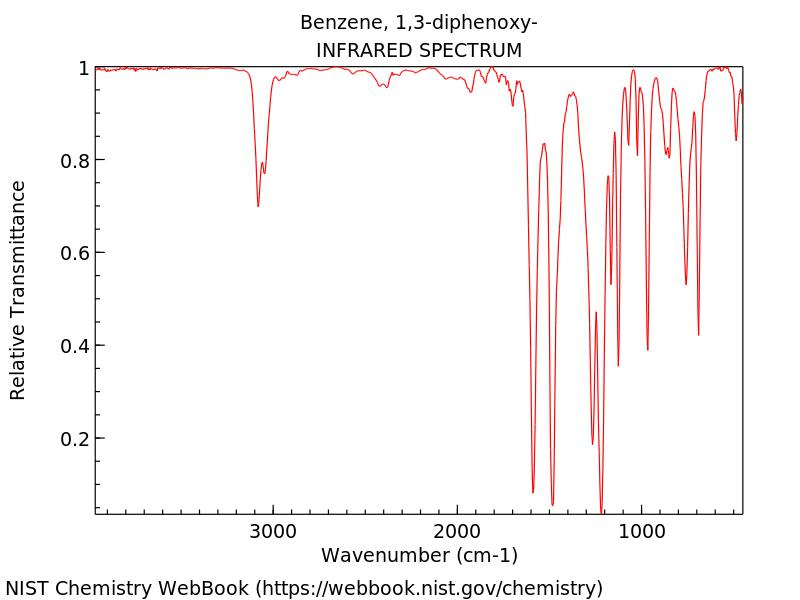 Benzene, 1,3-diphenoxy-
INFRARED SPECTRUM
1
0.8
0.6
0.4
0.2
Relative Transmittance
3000 2000 1000
Wavenumber (cm-1)
NIST Chemistry WebBook (https://webbook.nist.gov/chemistry)